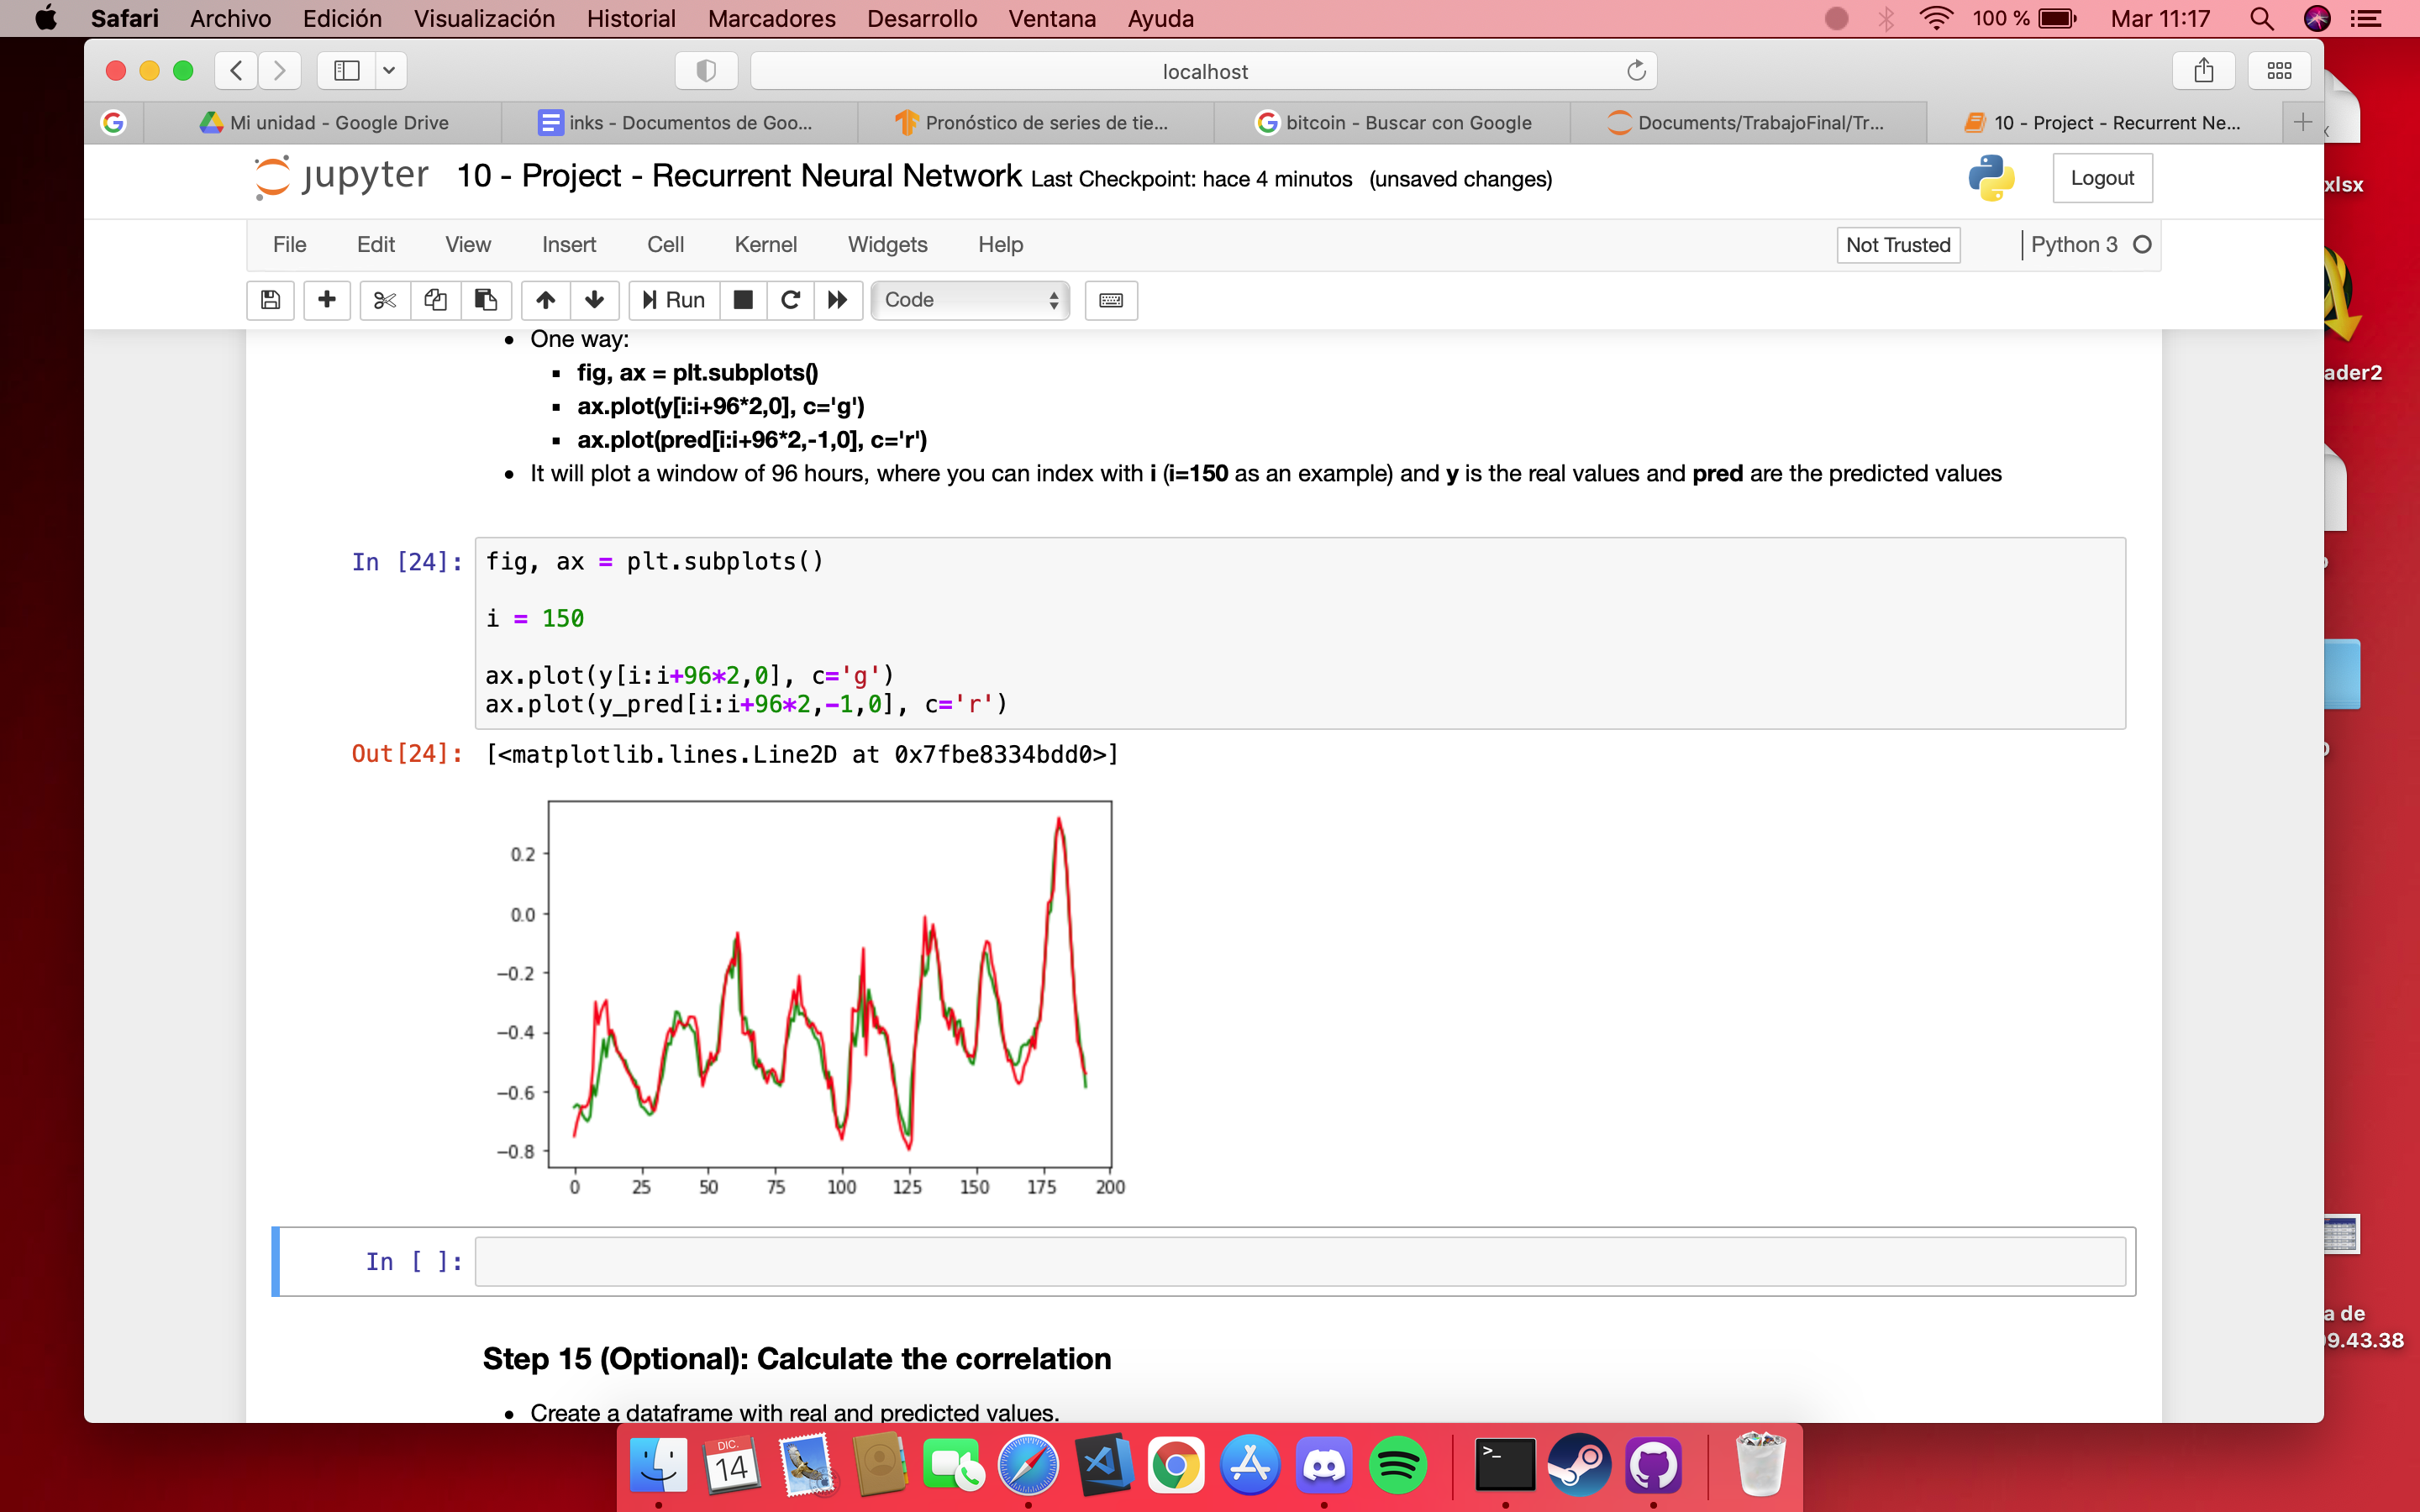 Safari Archivo Edición Visualización Historial Marcadores Desarrollo Ventana Ayuda 100 % Mar 11:17
localhost
Mi unidad - Google Drive inks - Documentos de Goo... Pronóstico de series de tie... bitcoin - Buscar con Google Documents/TrabajoFinal/Tr... 10 - Project - Recurrent Ne...
jupyter 10 - Project - Recurrent Neural Network Last Checkpoint: hace 4 minutos (unsaved changes) Logout
File Edit View Insert Cell Kernel Widgets Help Not Trusted Python 3
Run Code
• One way:
▪ fig, ax = plt.subplots()
▪ ax.plot(y[i:i+96*2,0], c='g')
▪ ax.plot(pred[i:i+96*2,-1,0], c='r')
• It will plot a window of 96 hours, where you can index with i (i=150 as an example) and y is the real values and pred are the predicted values
In [24]: fig, ax = plt.subplots()
i = 150
ax.plot(y[i:i+96*2,0], c='g')
ax.plot(y_pred[i:i+96*2,-1,0], c='r')
Out[24]: [<matplotlib.lines.Line2D at 0x7fbe8334bdd0>]
0.2
0.0
−0.2
−0.4
−0.6
−0.8
0 25 50 75 100 125 150 175 200
In [ ]:
Step 15 (Optional): Calculate the correlation
• Create a dataframe with real and predicted values.
xlsx
ader2
a de
9.43.38
DIC.
14